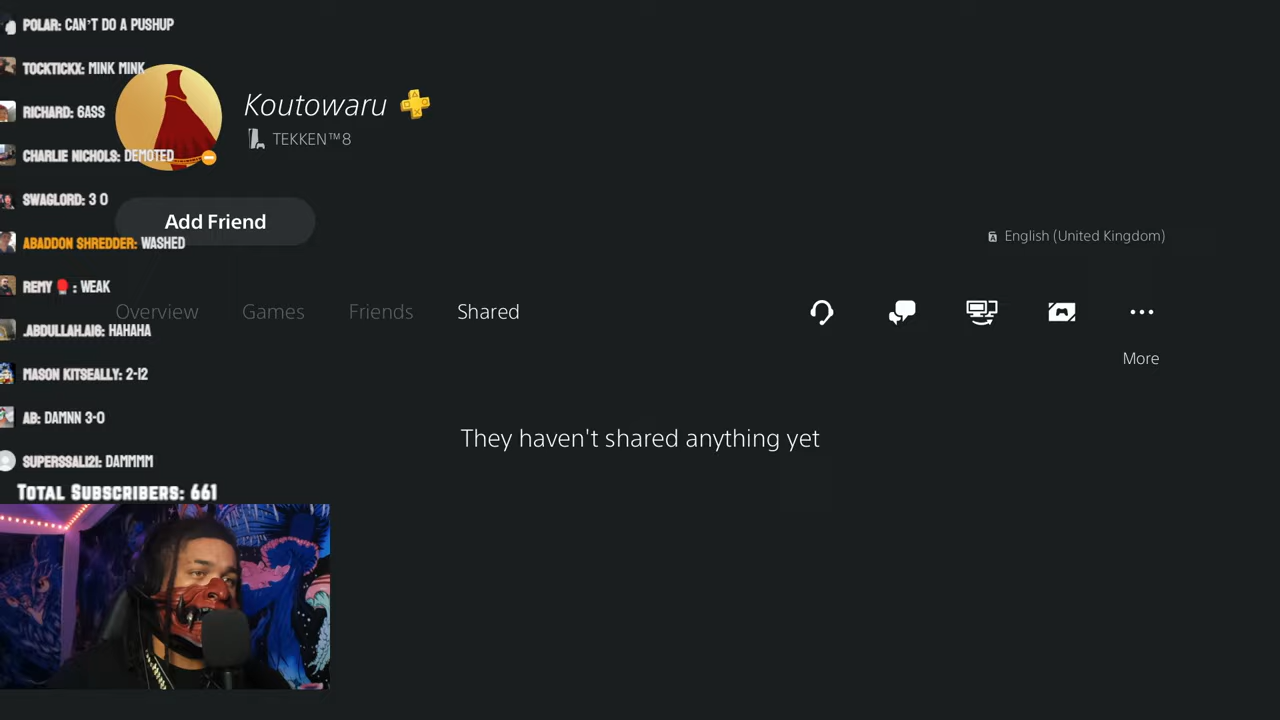 POLAR: CAN'T DO A PUSHUP
TOCKTICKX: MINK MINK
RICHARD: 6ASS
CHARLIE NICHOLS: DEMOTED
SWAGLORD: 3 0
ABADDON SHREDDER: WASHED
REMY 🥊 : WEAK
.ABDULLAH.AI6: HAHAHA
MASON KITSEALLY: 2-12
AB: DAMNN 3-0
SUPERSSALI21: DAMMMM
TOTAL SUBSCRIBERS: 661
Koutowaru
TEKKEN™8
Add Friend
English (United Kingdom)
Overview Games Friends Shared
More
They haven't shared anything yet